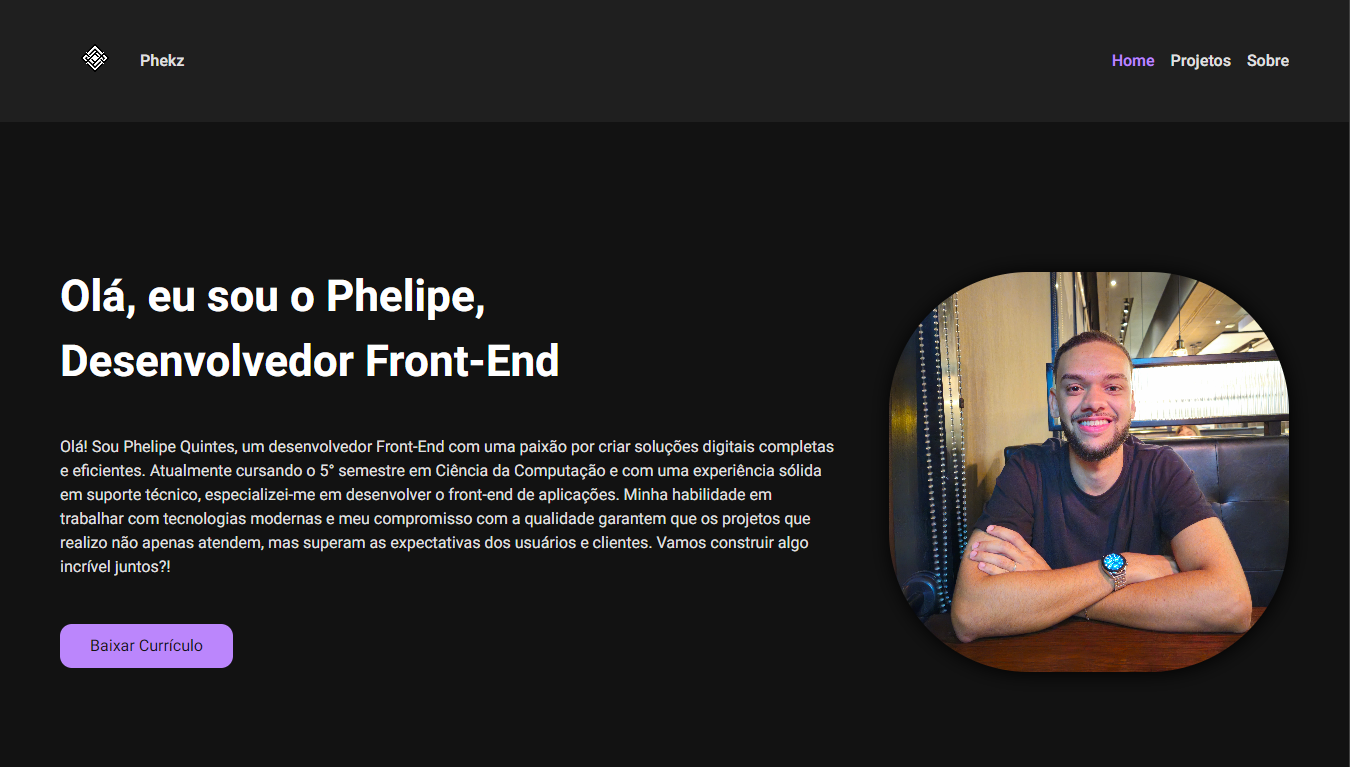 Phekz
Home Projetos Sobre
Olá, eu sou o Phelipe,
Desenvolvedor Front-End
Olá! Sou Phelipe Quintes, um desenvolvedor Front-End com uma paixão por criar soluções digitais completas
e eficientes. Atualmente cursando o 5° semestre em Ciência da Computação e com uma experiência sólida
em suporte técnico, especializei-me em desenvolver o front-end de aplicações. Minha habilidade em
trabalhar com tecnologias modernas e meu compromisso com a qualidade garantem que os projetos que
realizo não apenas atendem, mas superam as expectativas dos usuários e clientes. Vamos construir algo
incrível juntos?!
Baixar Currículo